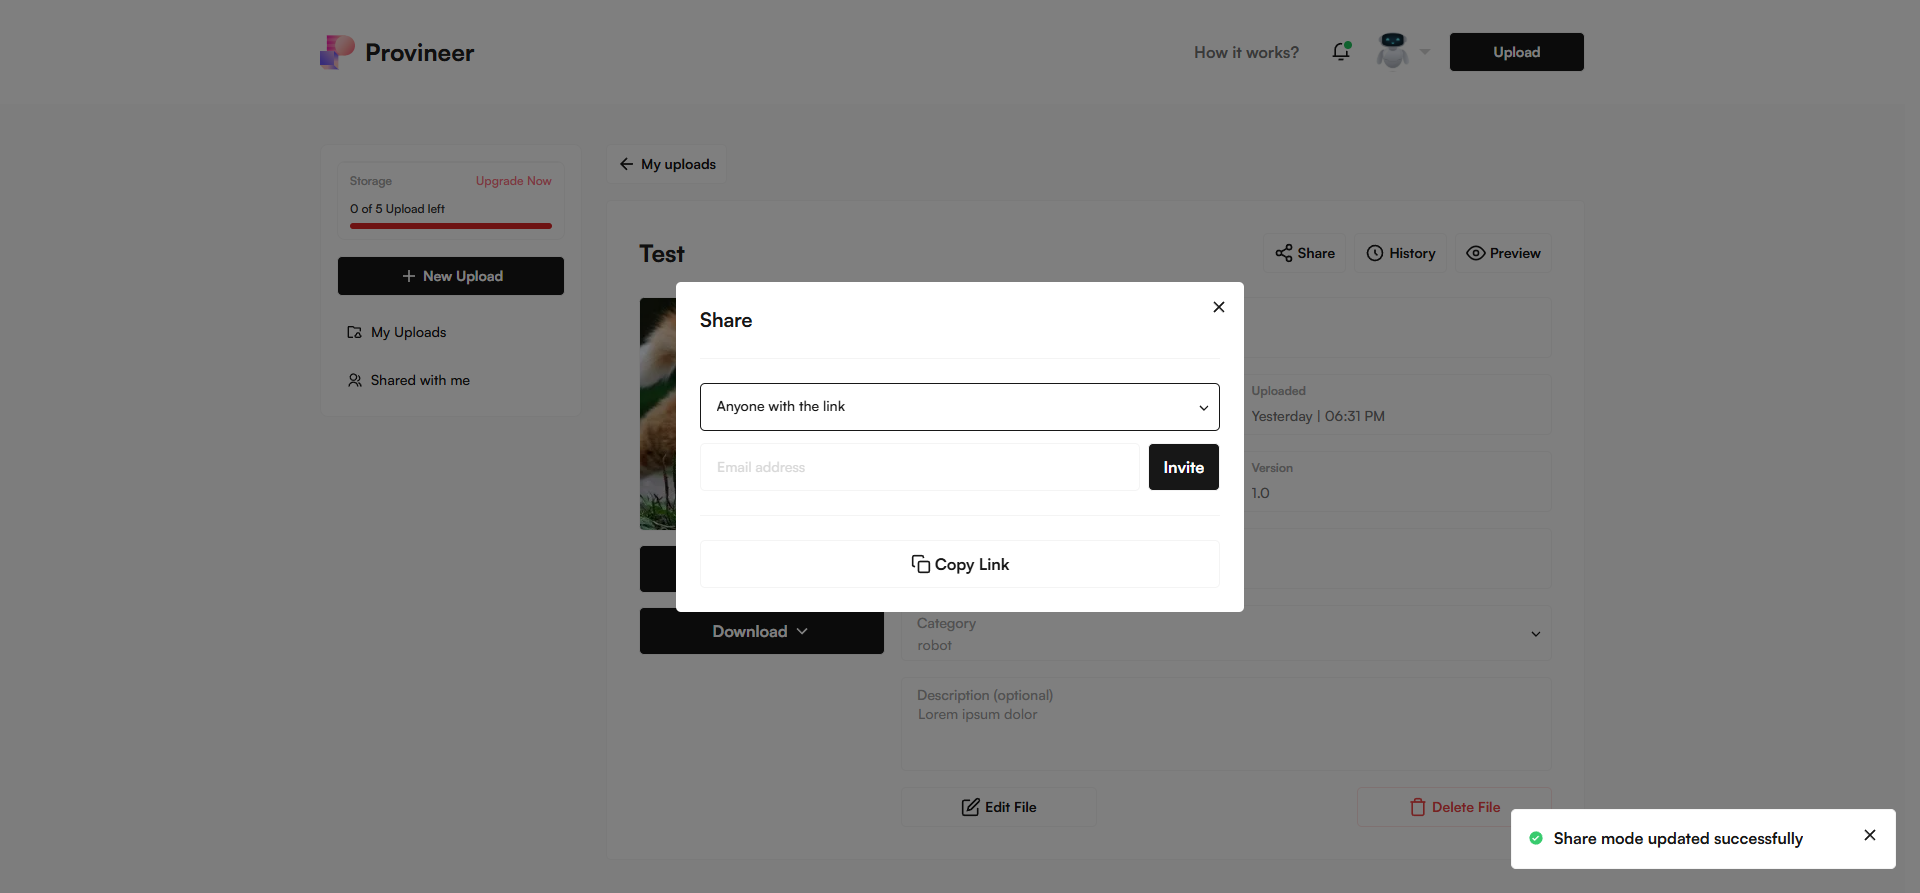 Provineer
How it works?
Upload
Storage
Upgrade Now
0 of 5 Upload left
New Upload
My Uploads
Shared with me
My uploads
Test
Share
History
Preview
Share
Anyone with the link
Email address
Invite
Copy Link
Uploaded
Yesterday | 06:31 PM
Version
1.0
Download
Category
robot
Description (optional)
Lorem ipsum dolor
Edit File
Delete File
Share mode updated successfully